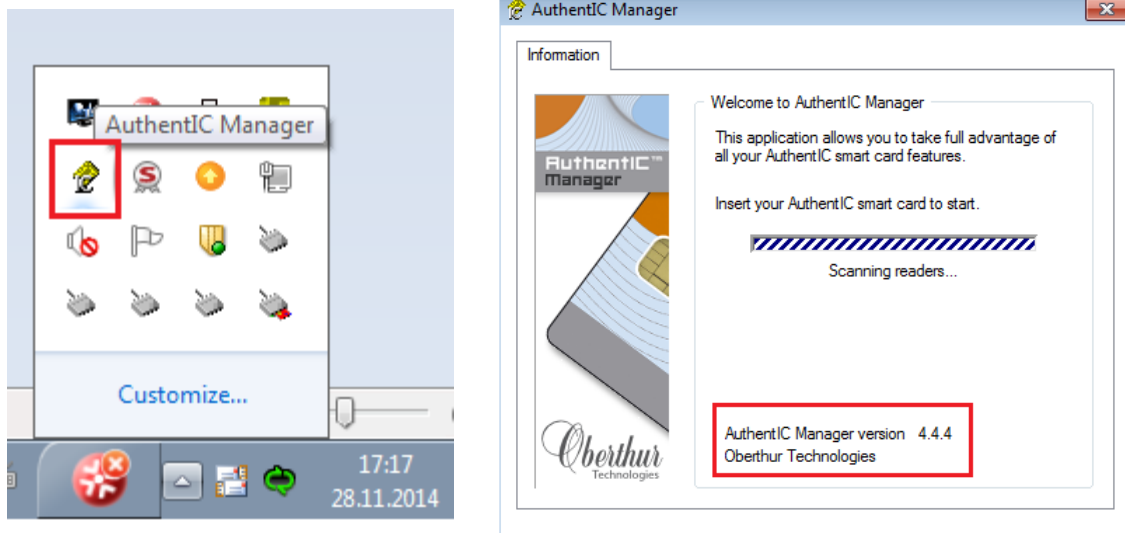 AuthentIC Manager
Customize...
17:17
28.11.2014
AuthentIC Manager
Information
AuthentIC™
Manager
Oberthur
Technologies
Welcome to AuthentIC Manager
This application allows you to take full advantage of
all your AuthentIC smart card features.
Insert your AuthentIC smart card to start.
Scanning readers...
AuthentIC Manager version 4.4.4
Oberthur Technologies